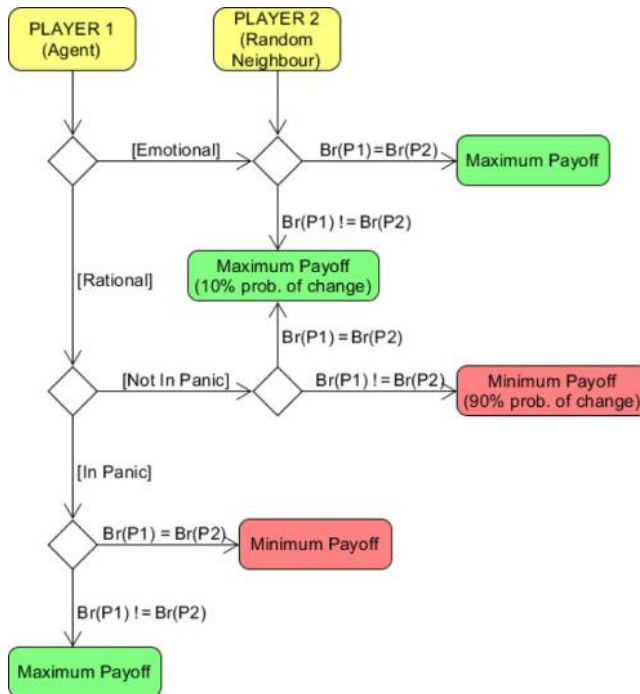 PLAYER 1
(Agent)
PLAYER 2
(Random
Neighbour)
[Emotional]
Br(P1)=Br(P2)
Maximum Payoff
Br(P1) != Br(P2)
Maximum Payoff
(10% prob. of change)
[Rational]
Br(P1)=Br(P2)
[Not In Panic]
Br(P1) != Br(P2)
Minimum Payoff
(90% prob. of change)
[In Panic]
Br(P1) = Br(P2)
Minimum Payoff
Br(P1) != Br(P2)
Maximum Payoff